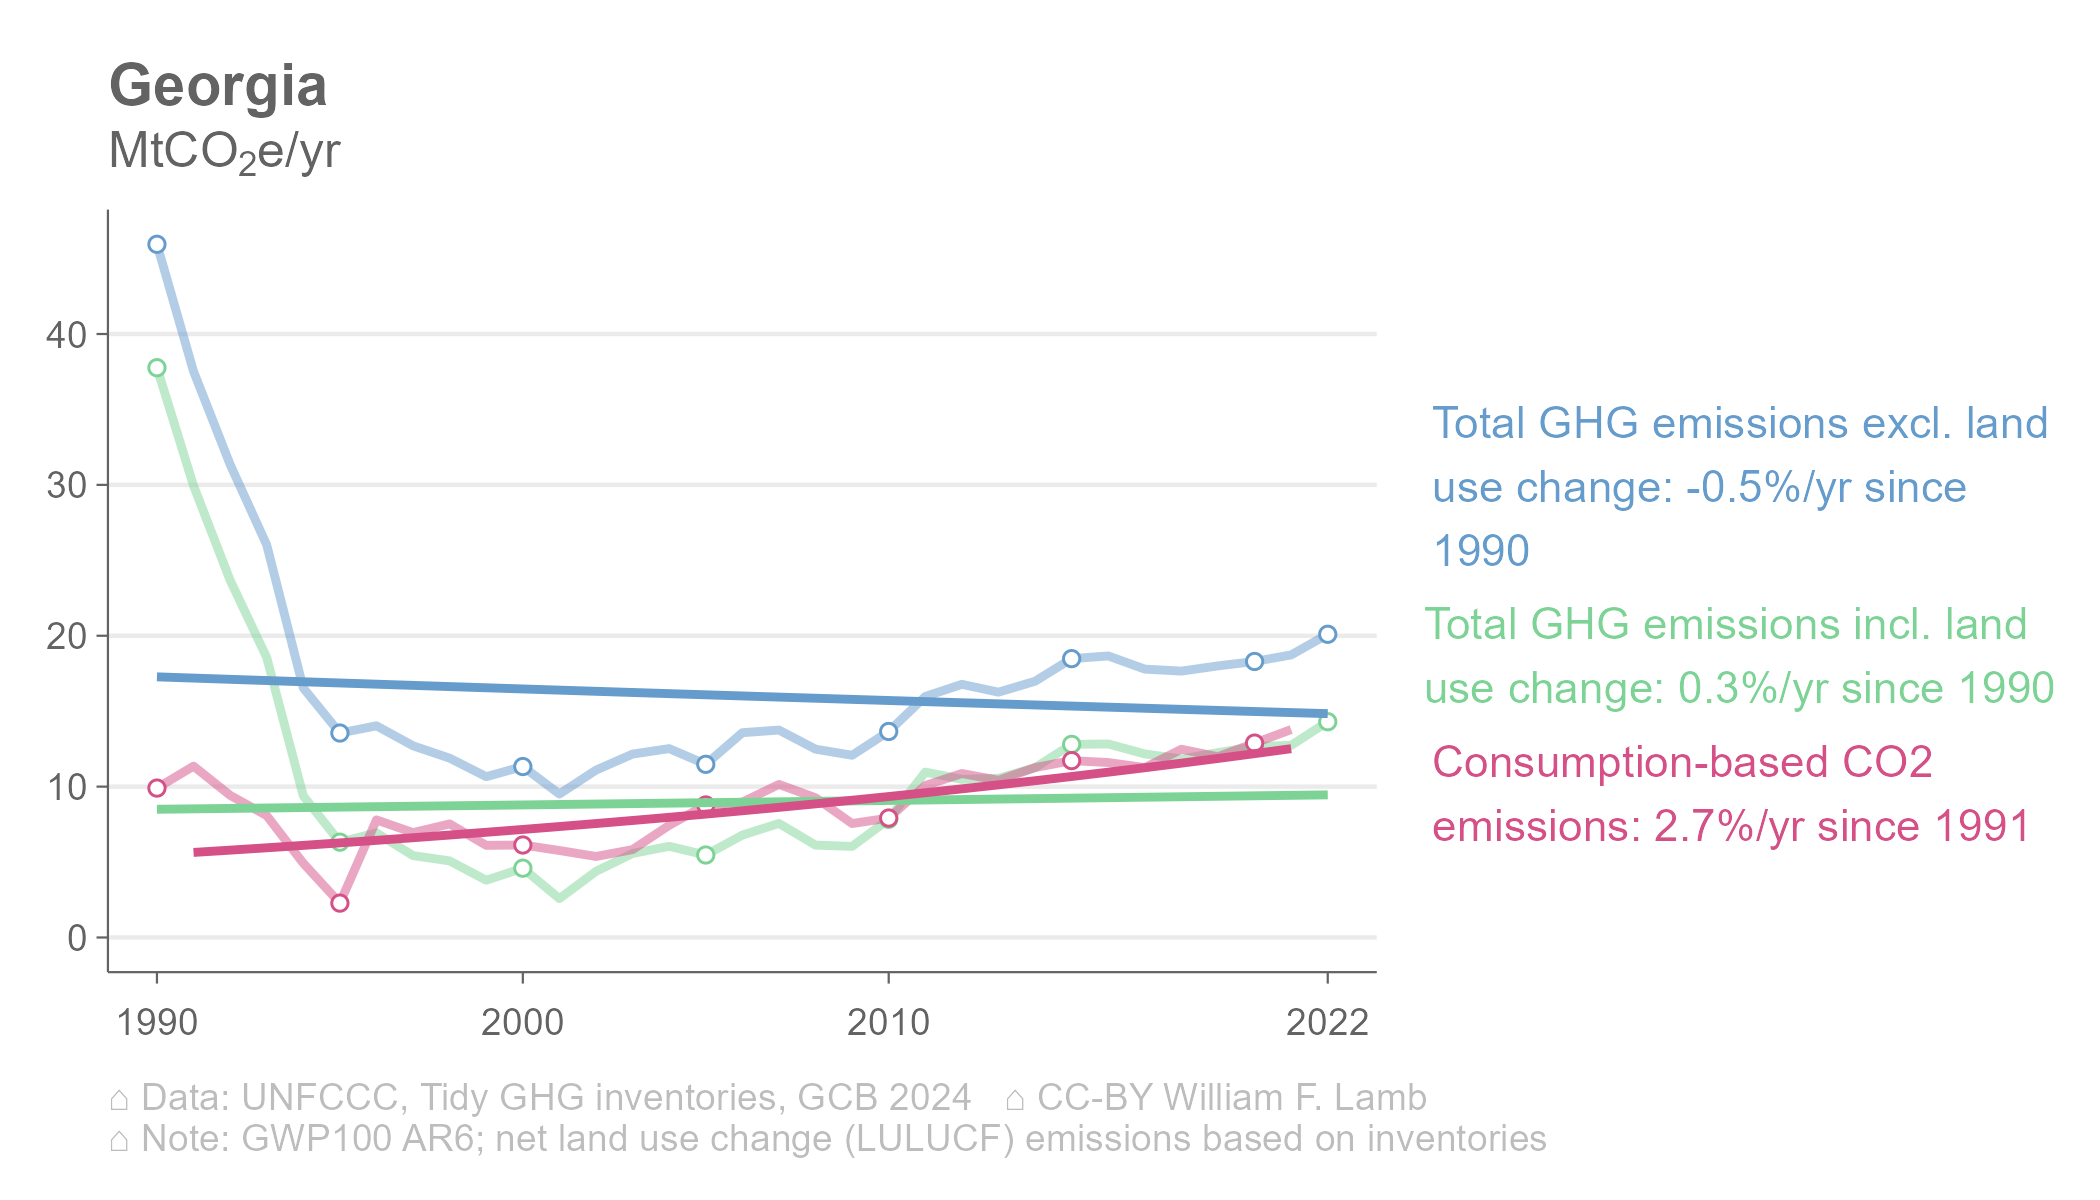 Georgia
MtCO₂e/yr
40
30
20
10
0
1990
2000
2010
2022
Total GHG emissions excl. land
use change: -0.5%/yr since
1990
Total GHG emissions incl. land
use change: 0.3%/yr since 1990
Consumption-based CO2
emissions: 2.7%/yr since 1991
⌂ Data: UNFCCC, Tidy GHG inventories, GCB 2024 ⌂ CC-BY William F. Lamb
⌂ Note: GWP100 AR6; net land use change (LULUCF) emissions based on inventories